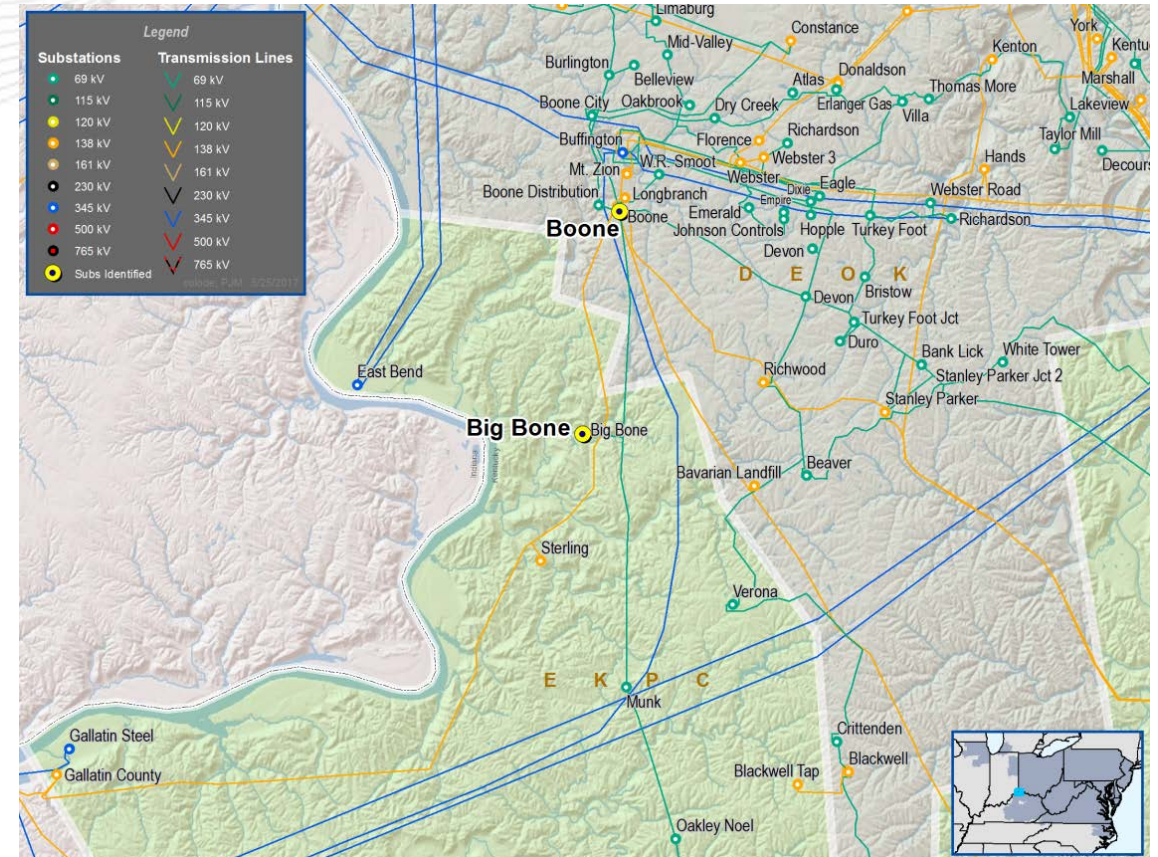 Legend
Substations Transmission Lines
69 kV 69 kV
115 kV 115 kV
120 kV 120 kV
138 kV 138 kV
161 kV 161 kV
230 kV 230 kV
345 kV 345 kV
500 kV 500 kV
765 kV 765 kV
Subs Identified
PJM
Limaburg
Constance
York
Mid-Valley
Kenton
Burlington
Belleview
Donaldson
Marshall
Atlas
Thomas More
Boone City
Oakbrook
Dry Creek
Erlanger Gas
Lakeview
Villa
Buffington
Florence
Richardson
Taylor Mill
Mt. Zion
W.R. Smoot
Webster 3
Hands
Decours
Webster
Boone Distribution
Longbranch
Dixie
Eagle
Webster Road
Boone
Boone
Emerald
Empire
Johnson Controls
Hopple
Turkey Foot
Richardson
Devon
D E O K
Bristow
Devon
Turkey Foot Jct
Duro
Bank Lick
White Tower
East Bend
Richwood
Stanley Parker Jct 2
Stanley Parker
Big Bone
Big Bone
Indiana
Kentucky
Bavarian Landfill
Beaver
Sterling
Verona
E K P C
Munk
Gallatin Steel
Crittenden
Gallatin County
Blackwell Tap
Blackwell
Oakley Noel